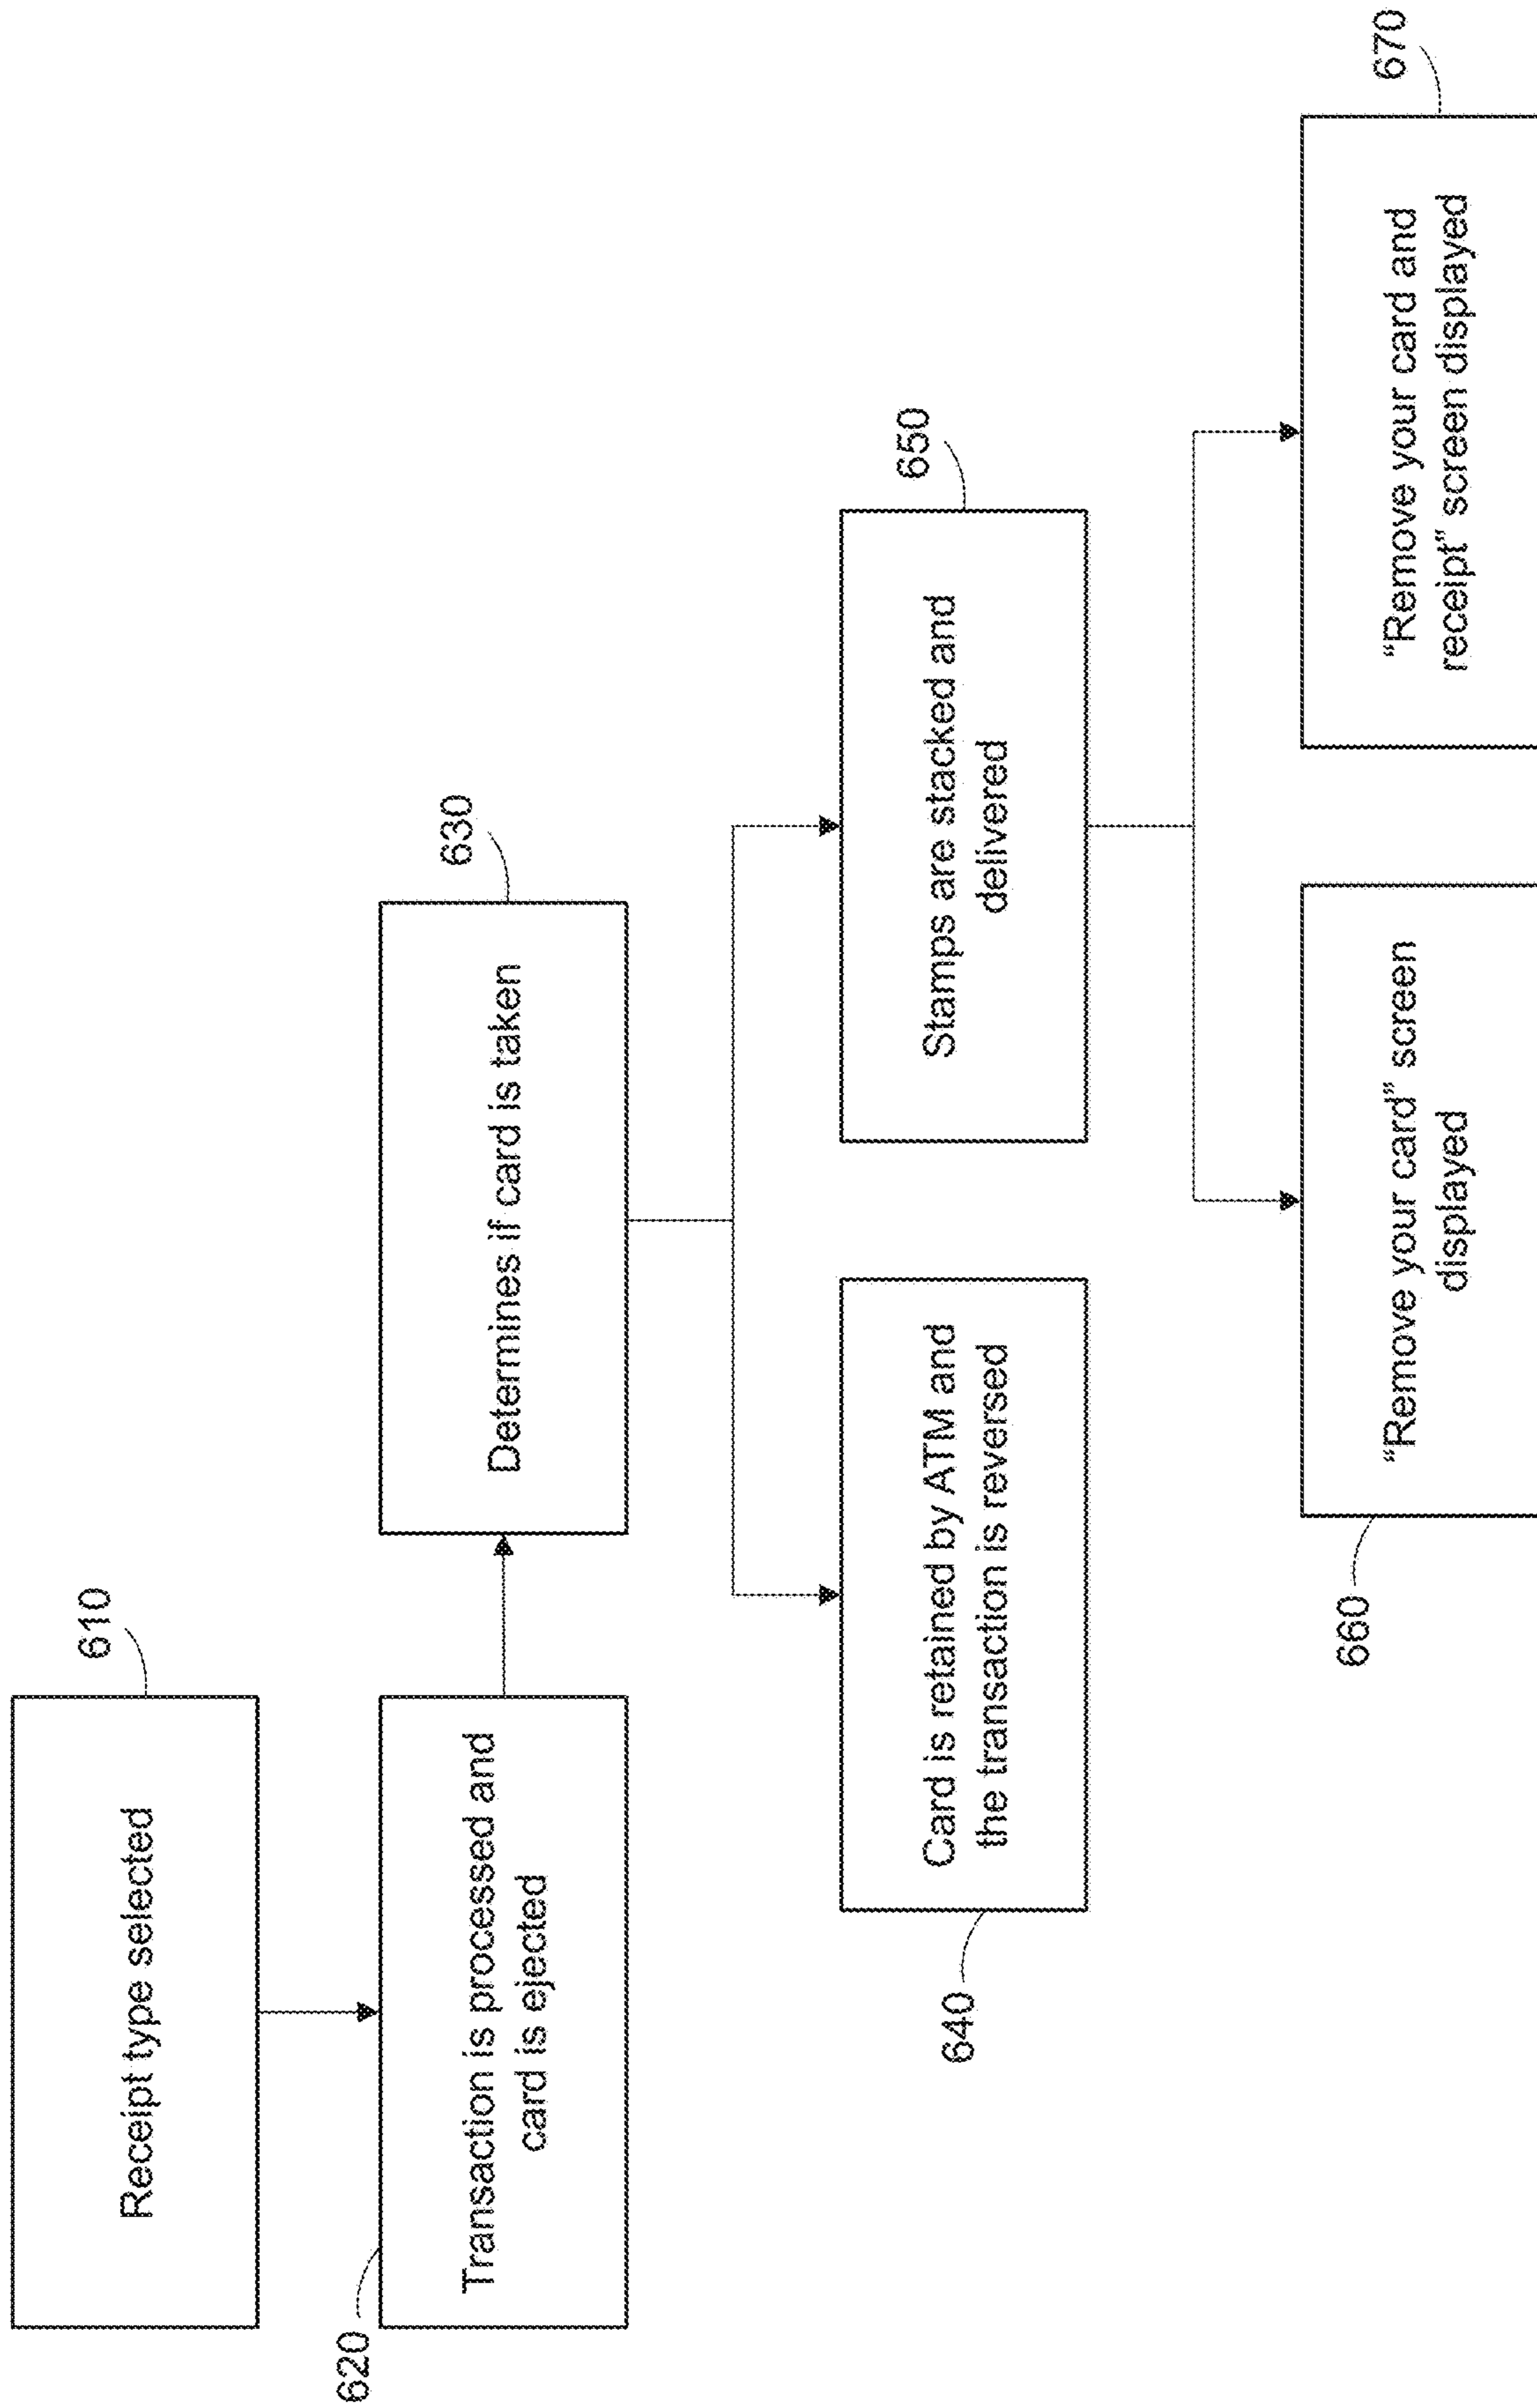 Receipt type selected
610
620
Transaction is processed and
card is ejected
Determines if card is taken
630
640
Card is retained by ATM and
the transaction is reversed
Stamps are stacked and
delivered
650
660
“Remove your card” screen
displayed
“Remove your card and
receipt” screen displayed
670